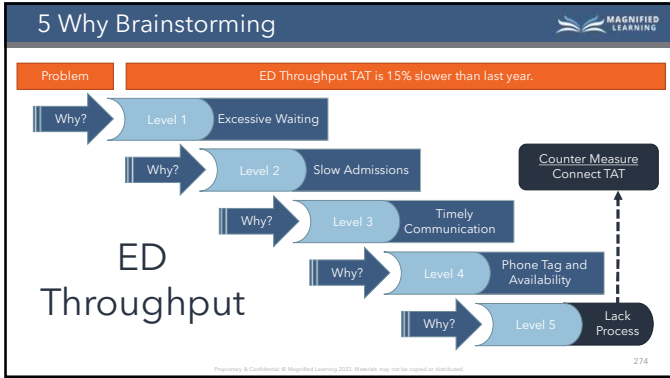 5 Why Brainstorming
MAGNIFIED
LEARNING
Problem
ED Throughput TAT is 15% slower than last year.
Why?
Level 1
Excessive Waiting
Why?
Level 2
Slow Admissions
Counter Measure
Connect TAT
Why?
Level 3
Timely
Communication
ED
Throughput
Why?
Level 4
Phone Tag and
Availability
Why?
Level 5
Lack
Process
274
Proprietary & Confidential © Magnified Learning 2023. Materials may not be copied or distributed.